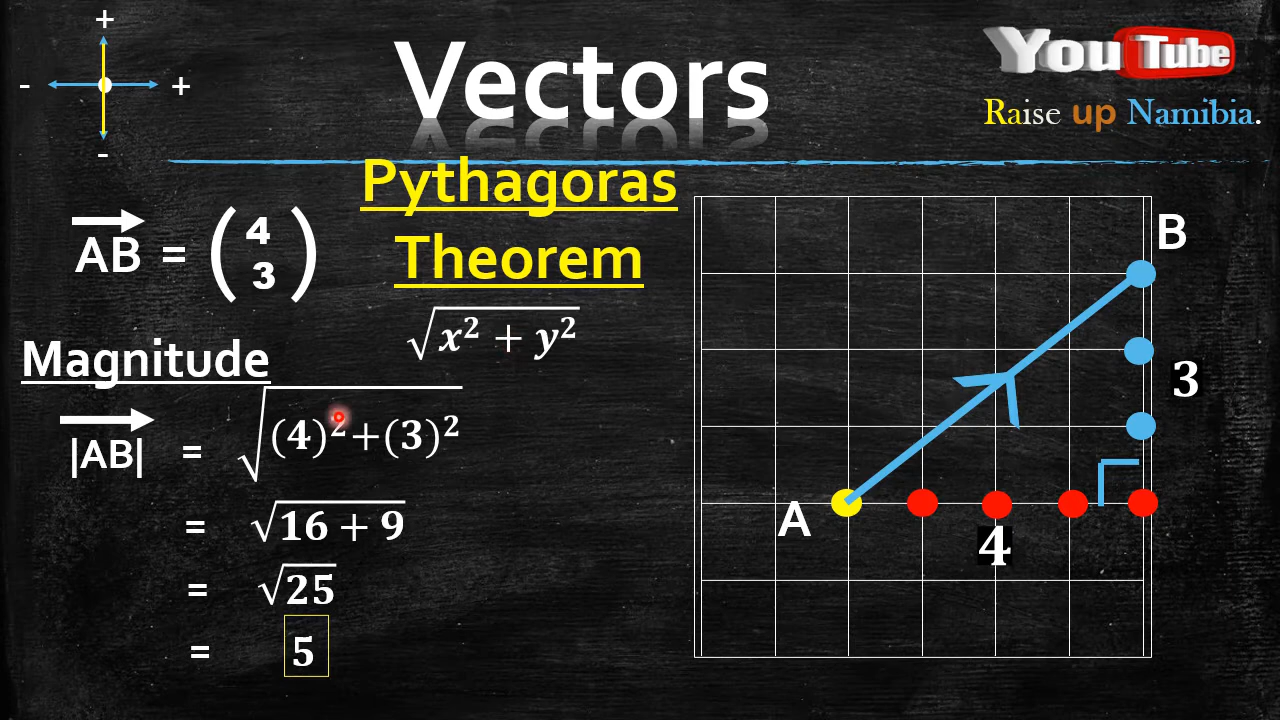 +
- +
-
Vectors
YouTube
Raise up Namibia.
Pythagoras
Theorem
√(x² + y²)
AB = (4
3)
Magnitude
|AB| = √((4)²+(3)²)
= √(16 + 9)
= √25
= 5
B
3
A
4